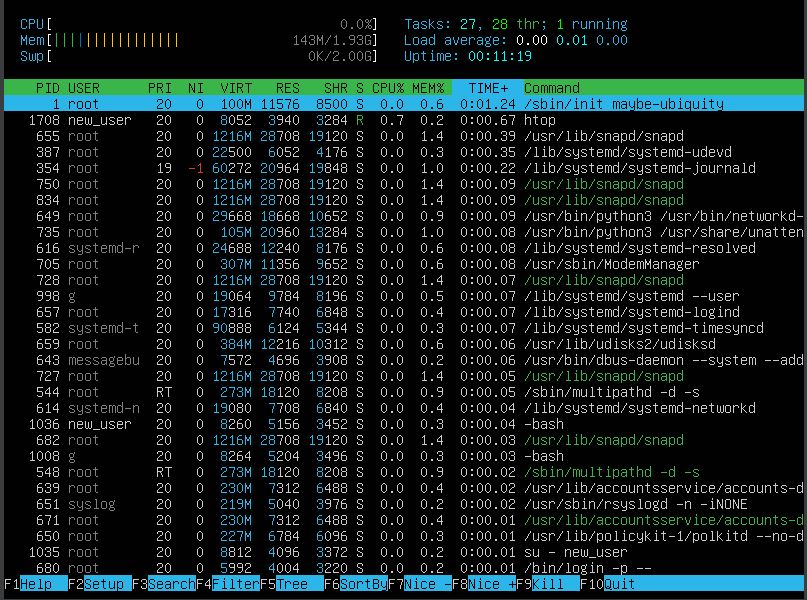 CPU[ 0.0%] Tasks: 27, 28 thr; 1 running
Mem[||||||||||||||||| 143M/1.93G] Load average: 0.00 0.01 0.00
Swp[ 0K/2.00G] Uptime: 00:11:19
PID USER PRI NI VIRT RES SHR S CPU% MEM% TIME+ Command
1 root 20 0 100M 11576 8500 S 0.0 0.6 0:01.24 /sbin/init maybe-ubiquity
1708 new_user 20 0 8052 3940 3284 R 0.7 0.2 0:00.67 htop
655 root 20 0 1216M 28708 19120 S 0.0 1.4 0:00.39 /usr/lib/snapd/snapd
387 root 20 0 22500 6052 4176 S 0.0 0.3 0:00.35 /lib/systemd/systemd-udevd
354 root 19 -1 60272 20964 19848 S 0.0 1.0 0:00.22 /lib/systemd/systemd-journald
750 root 20 0 1216M 28708 19120 S 0.0 1.4 0:00.09 /usr/lib/snapd/snapd
834 root 20 0 1216M 28708 19120 S 0.0 1.4 0:00.09 /usr/lib/snapd/snapd
649 root 20 0 29668 18668 10652 S 0.0 0.9 0:00.09 /usr/bin/python3 /usr/bin/networkd-
735 root 20 0 105M 20960 13284 S 0.0 1.0 0:00.08 /usr/bin/python3 /usr/share/unatten
616 systemd-r 20 0 24688 12240 8176 S 0.0 0.6 0:00.08 /lib/systemd/systemd-resolved
705 root 20 0 307M 11356 9652 S 0.0 0.6 0:00.08 /usr/sbin/ModemManager
728 root 20 0 1216M 28708 19120 S 0.0 1.4 0:00.07 /usr/lib/snapd/snapd
998 g 20 0 19064 9784 8196 S 0.0 0.5 0:00.07 /lib/systemd/systemd --user
657 root 20 0 17316 7740 6848 S 0.0 0.4 0:00.07 /lib/systemd/systemd-logind
582 systemd-t 20 0 90888 6124 5344 S 0.0 0.3 0:00.07 /lib/systemd/systemd-timesyncd
659 root 20 0 384M 12216 10312 S 0.0 0.6 0:00.06 /usr/lib/udisks2/udisksd
643 messagebu 20 0 7572 4696 3908 S 0.0 0.2 0:00.06 /usr/bin/dbus-daemon --system --add
727 root 20 0 1216M 28708 19120 S 0.0 1.4 0:00.05 /usr/lib/snapd/snapd
544 root RT 0 273M 18120 8208 S 0.0 0.9 0:00.05 /sbin/multipathd -d -s
614 systemd-n 20 0 19080 7708 6840 S 0.0 0.4 0:00.04 /lib/systemd/systemd-networkd
1036 new_user 20 0 8260 5156 3452 S 0.0 0.3 0:00.04 -bash
682 root 20 0 1216M 28708 19120 S 0.0 1.4 0:00.03 /usr/lib/snapd/snapd
1008 g 20 0 8264 5204 3496 S 0.0 0.3 0:00.03 -bash
548 root RT 0 273M 18120 8208 S 0.0 0.9 0:00.02 /sbin/multipathd -d -s
639 root 20 0 230M 7312 6488 S 0.0 0.4 0:00.02 /usr/lib/accountsservice/accounts-d
651 syslog 20 0 219M 5040 3976 S 0.0 0.2 0:00.02 /usr/sbin/rsyslogd -n -iNONE
671 root 20 0 230M 7312 6488 S 0.0 0.4 0:00.01 /usr/lib/accountsservice/accounts-d
650 root 20 0 227M 6784 6096 S 0.0 0.3 0:00.01 /usr/lib/policykit-1/polkitd --no-d
1035 root 20 0 8812 4096 3372 S 0.0 0.2 0:00.01 su - new_user
680 root 20 0 5992 4004 3220 S 0.0 0.2 0:00.01 /bin/login -p --
F1Help F2Setup F3SearchF4FilterF5Tree F6SortByF7Nice -F8Nice +F9Kill F10Quit